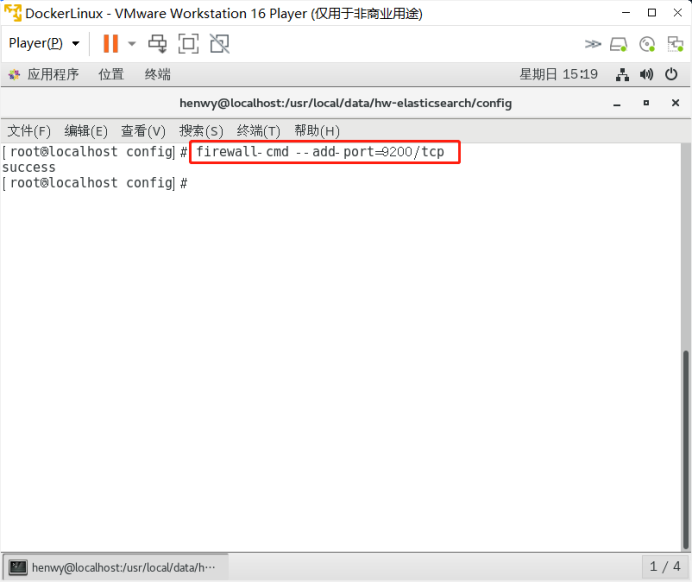 DockerLinux - VMware Workstation 16 Player (仅用于非商业用途)
Player(P)
应用程序 位置 终端 星期日 15:19
henwy@localhost:/usr/local/data/hw-elasticsearch/config
文件(F) 编辑(E) 查看(V) 搜索(S) 终端(T) 帮助(H)
[root@localhost config]# firewall-cmd --add-port=9200/tcp
success
[root@localhost config]#
henwy@localhost:/usr/local/data/h··· 1 / 4